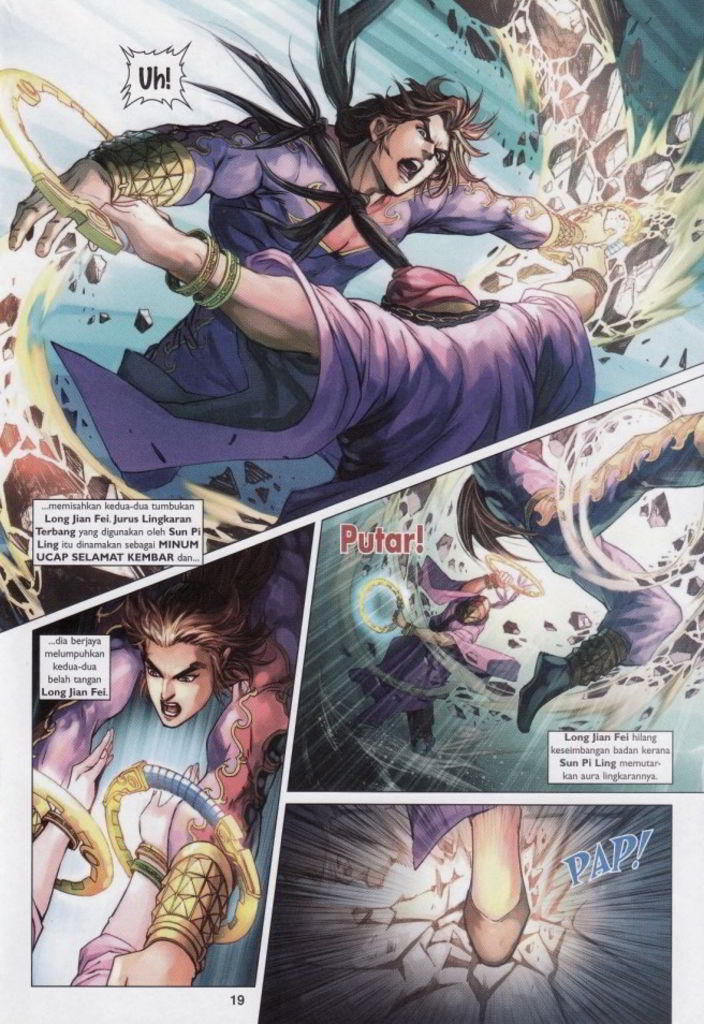 Uh!
...memisahkan kedua-dua tumbukan
Long Jian Fei. Jurus Lingkaran
Terbang yang digunakan oleh Sun Pi
Ling itu dinamakan sebagai MINUM
UCAP SELAMAT KEMBAR dan...
Putar!
...dia berjaya
melumpuhkan
kedua-dua
belah tangan
Long Jian Fei.
Long Jian Fei hilang
keseimbangan badan kerana
Sun Pi Ling memutar-
kan aura lingkarannya.
PAP!
19